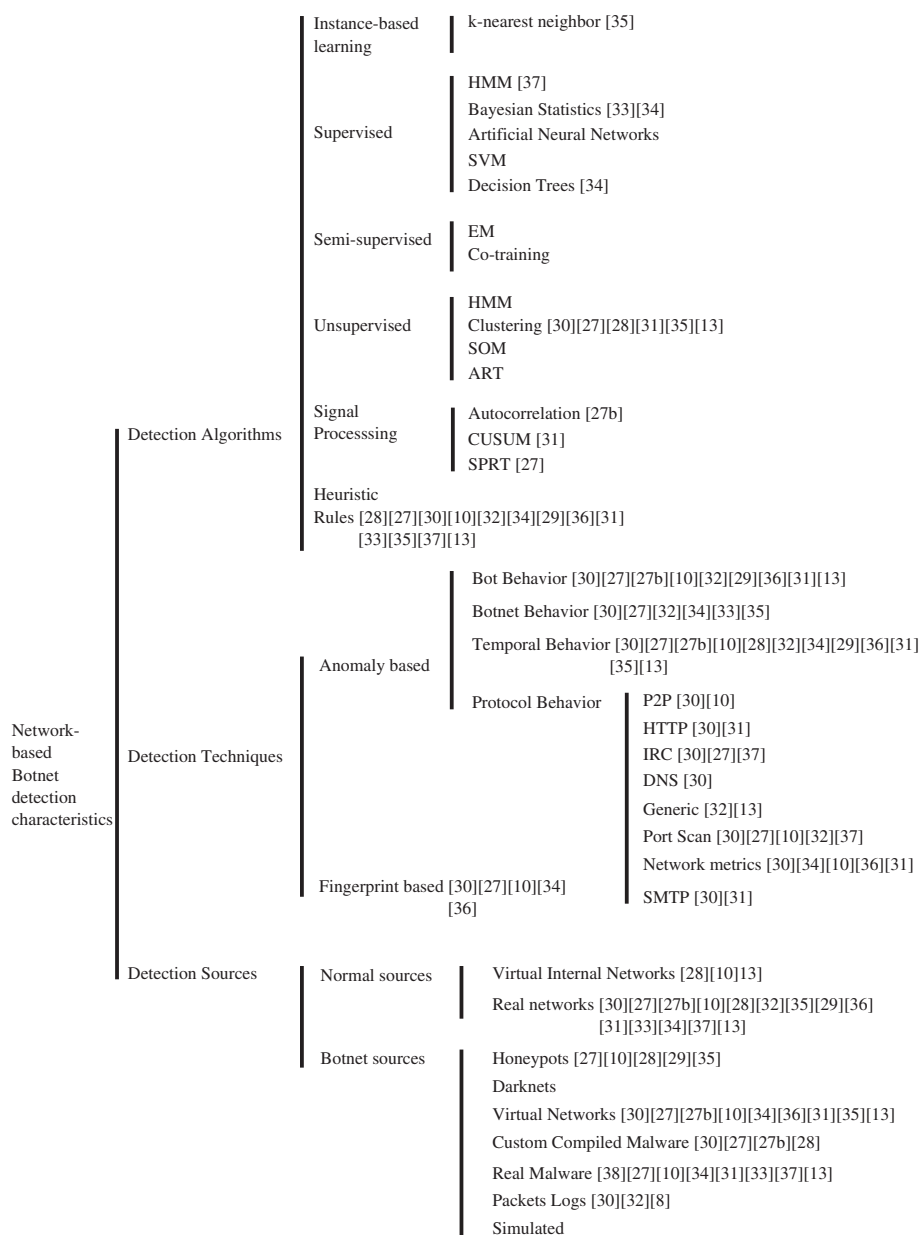 Instance-based
learning
k-nearest neighbor [35]
Supervised
HMM [37]
Bayesian Statistics [33][34]
Artificial Neural Networks
SVM
Decision Trees [34]
Semi-supervised
EM
Co-training
Unsupervised
HMM
Clustering [30][27][28][31][35][13]
SOM
ART
Detection Algorithms
Signal
Processsing
Autocorrelation [27b]
CUSUM [31]
SPRT [27]
Heuristic
Rules [28][27][30][10][32][34][29][36][31]
[33][35][37][13]
Network-
based
Botnet
detection
characteristics
Detection Techniques
Anomaly based
Bot Behavior [30][27][27b][10][32][29][36][31][13]
Botnet Behavior [30][27][32][34][33][35]
Temporal Behavior [30][27][27b][10][28][32][34][29][36][31]
[35][13]
Protocol Behavior
P2P [30][10]
HTTP [30][31]
IRC [30][27][37]
DNS [30]
Generic [32][13]
Port Scan [30][27][10][32][37]
Network metrics [30][34][10][36][31]
SMTP [30][31]
Fingerprint based [30][27][10][34]
[36]
Detection Sources
Normal sources
Virtual Internal Networks [28][10]13]
Real networks [30][27][27b][10][28][32][35][29][36]
[31][33][34][37][13]
Botnet sources
Honeypots [27][10][28][29][35]
Darknets
Virtual Networks [30][27][27b][10][34][36][31][35][13]
Custom Compiled Malware [30][27][27b][28]
Real Malware [38][27][10][34][31][33][37][13]
Packets Logs [30][32][8]
Simulated